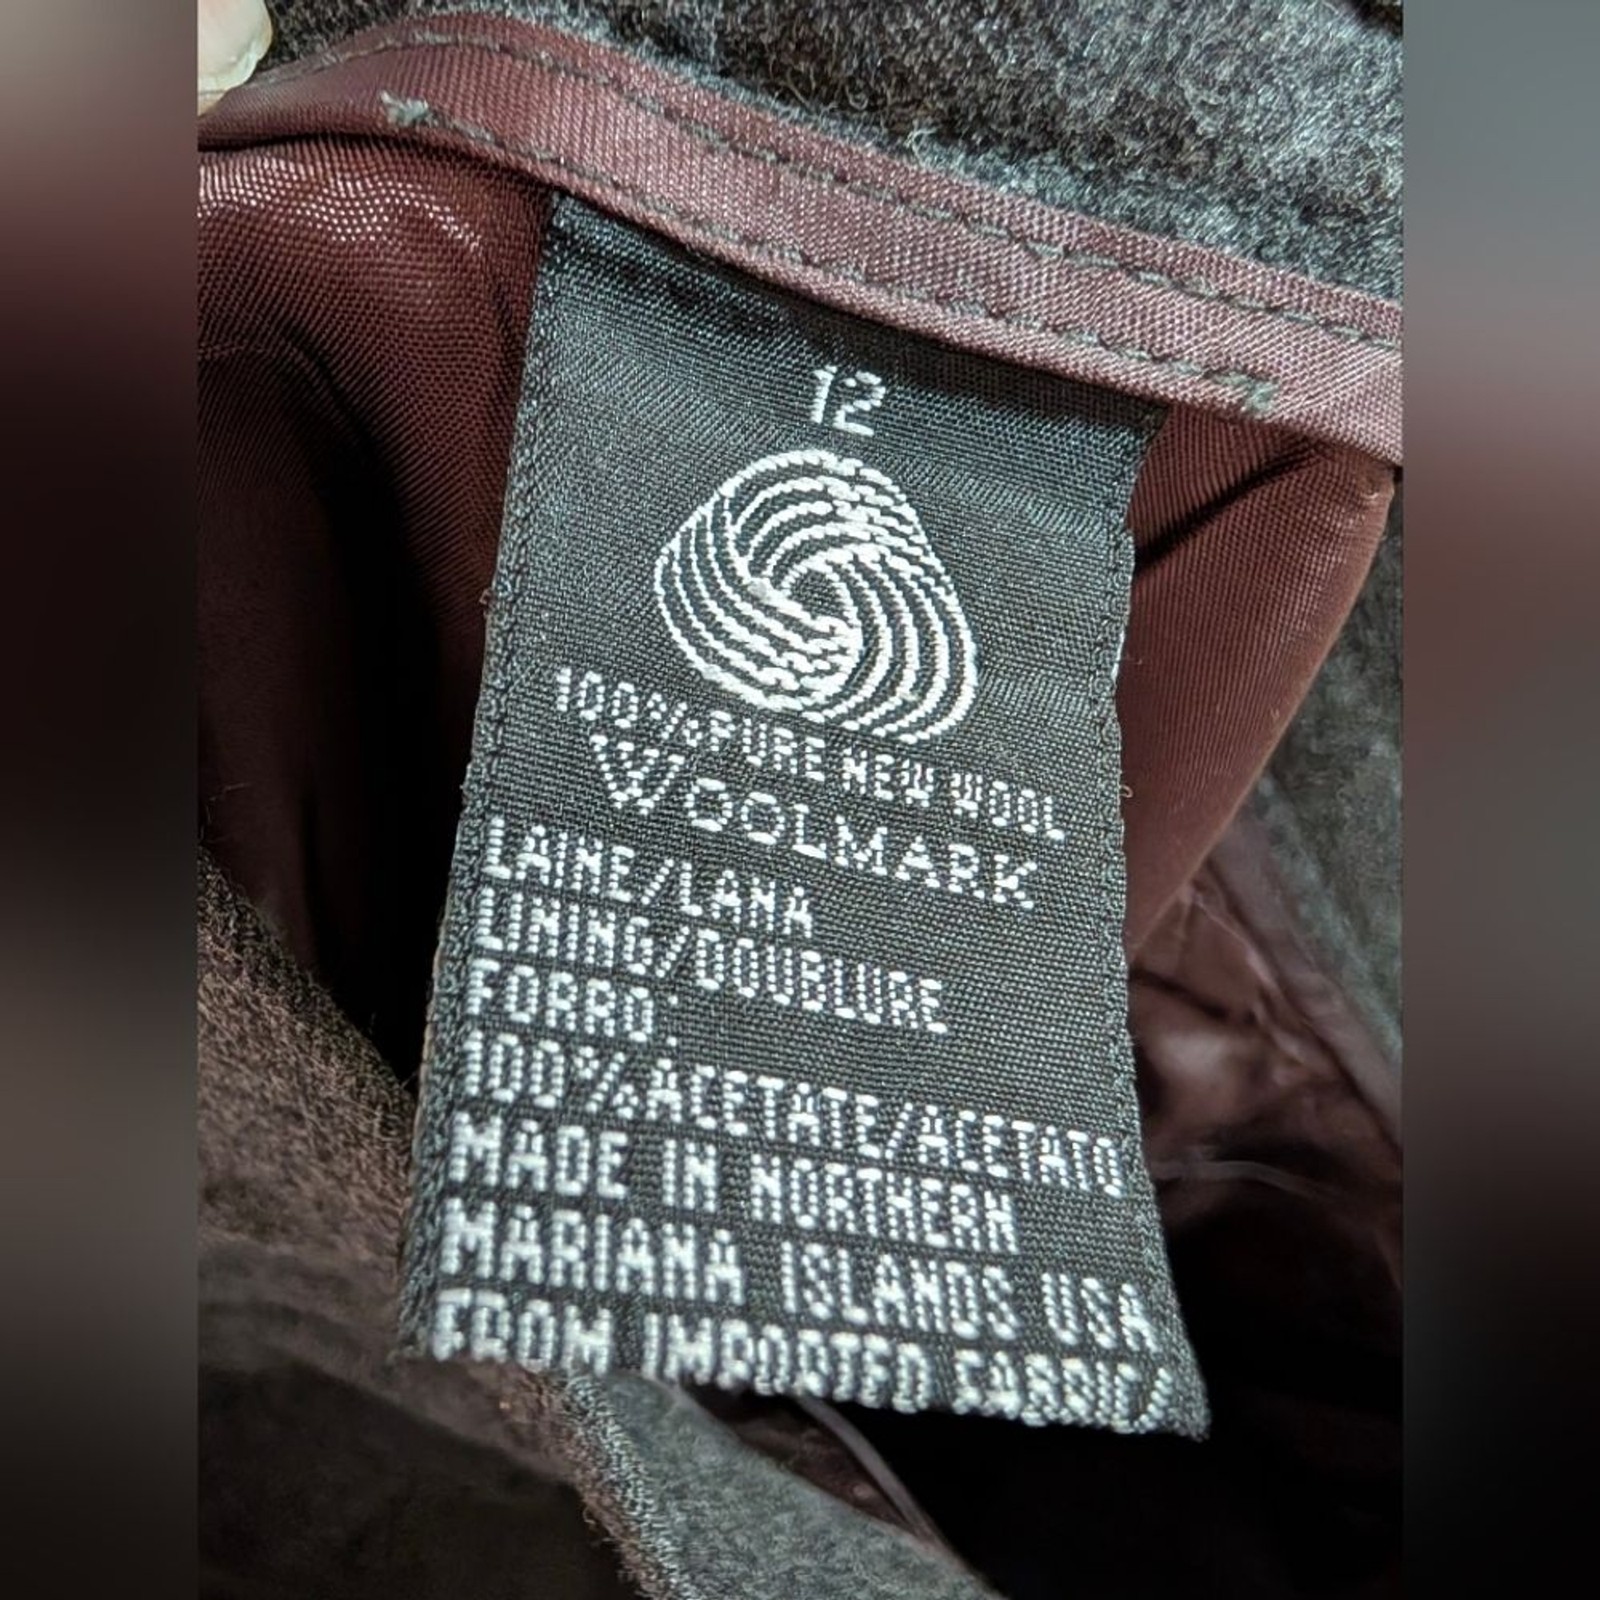 12
100% PURE NEW WOOL
WOOLMARK
LAINE/LANA
LINING/DOUBLURE
FORRO:
100% ACETATE/ACETATO
MADE IN NORTHERN
MARIANA ISLANDS USA
FROM IMPORTED FABRIC/